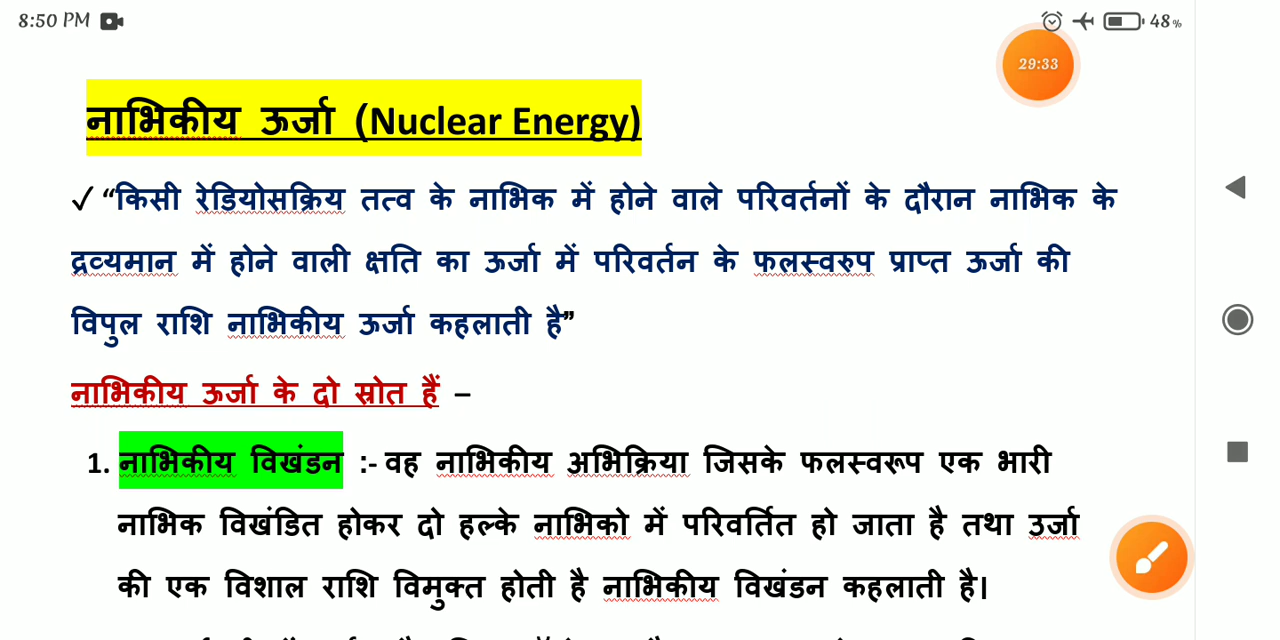 8:50 PM
48%
29:33
नाभिकीय ऊर्जा (Nuclear Energy)
✓ “किसी रेडियोसक्रिय तत्व के नाभिक में होने वाले परिवर्तनों के दौरान नाभिक के
द्रव्यमान में होने वाली क्षति का ऊर्जा में परिवर्तन के फलस्वरुप प्राप्त ऊर्जा की
विपुल राशि नाभिकीय ऊर्जा कहलाती है”
नाभिकीय ऊर्जा के दो स्रोत हैं –
1. नाभिकीय विखंडन :- वह नाभिकीय अभिक्रिया जिसके फलस्वरूप एक भारी
नाभिक विखंडित होकर दो हल्के नाभिको में परिवर्तित हो जाता है तथा उर्जा
की एक विशाल राशि विमुक्त होती है नाभिकीय विखंडन कहलाती है।